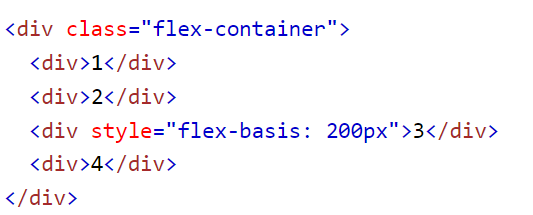 <div class="flex-container">
  <div>1</div>
  <div>2</div>
  <div style="flex-basis: 200px">3</div>
  <div>4</div>
</div>